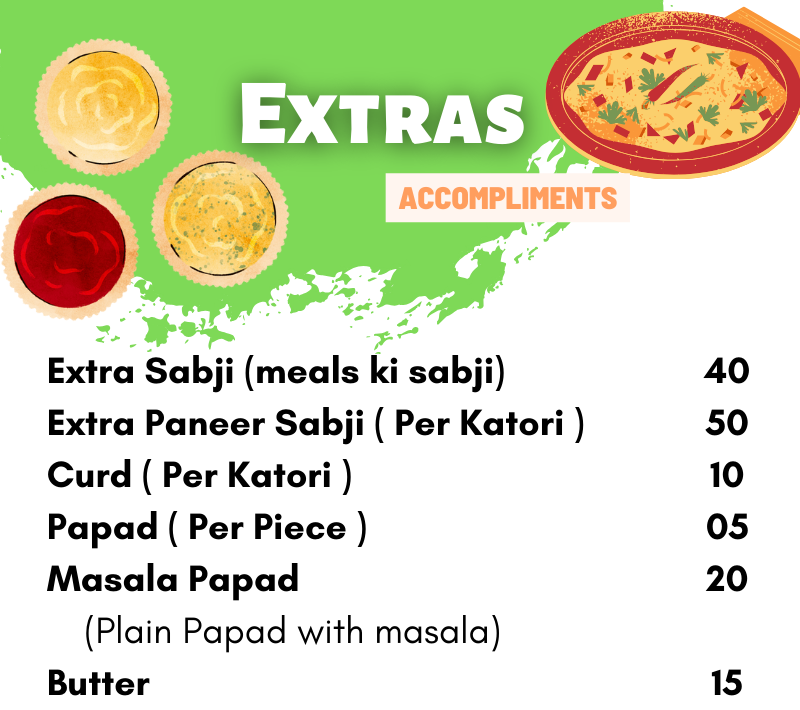 Extras
ACCOMPLIMENTS
Extra Sabji (meals ki sabji) 40
Extra Paneer Sabji ( Per Katori ) 50
Curd ( Per Katori ) 10
Papad ( Per Piece ) 05
Masala Papad 20
(Plain Papad with masala)
Butter 15